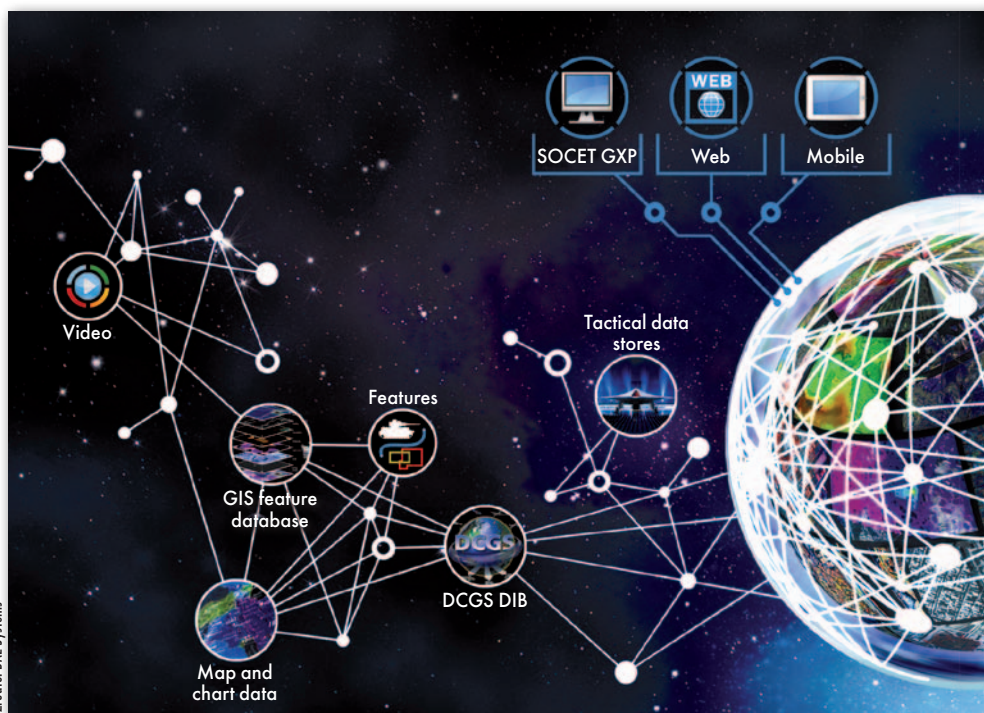 WEB
SOCET GXP
Web
Mobile
Video
Tactical data
stores
Features
GIS feature
database
DCGS
DCGS DIB
Map and
chart data